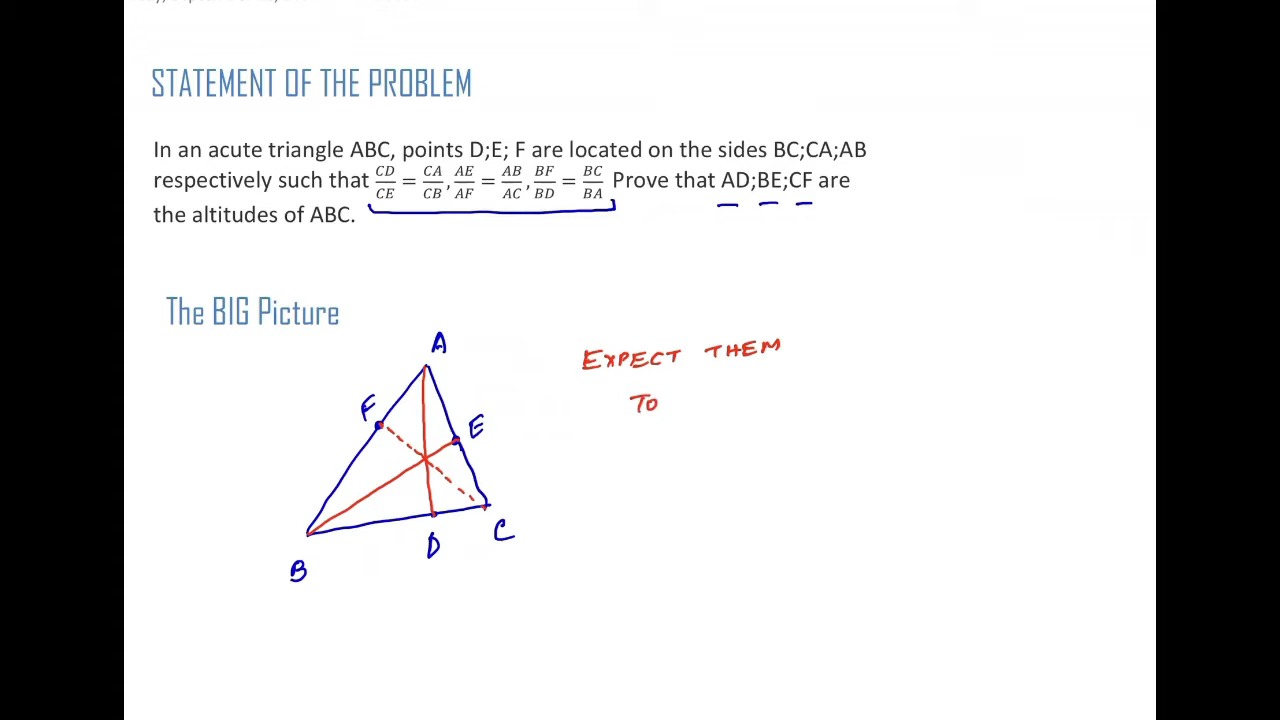 STATEMENT OF THE PROBLEM
In an acute triangle ABC, points D;E; F are located on the sides BC;CA;AB
respectively such that CD/CE = CA/CB, AE/AF = AB/AC, BF/BD = BC/BA Prove that AD;BE;CF are
the altitudes of ABC.
The BIG Picture
A
EXPECT THEM
TO
F
E
C
D
B